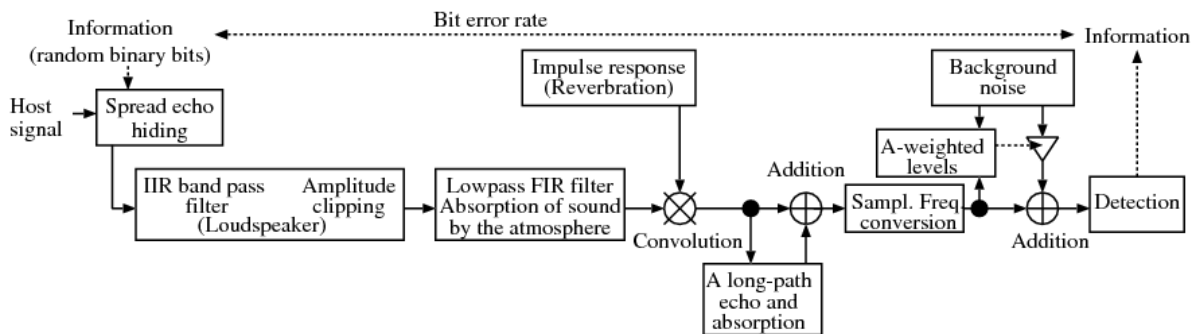 Bit error rate
Information
(random binary bits)
Information
Host
signal
Spread echo
hiding
Impulse response
(Reverbration)
Background
noise
A-weighted
levels
IIR band pass
filter
Amplitude
clipping
(Loudspeaker)
Lowpass FIR filter
Absorption of sound
by the atmosphere
Convolution
Addition
Sampl. Freq
conversion
Addition
Detection
A long-path
echo and
absorption